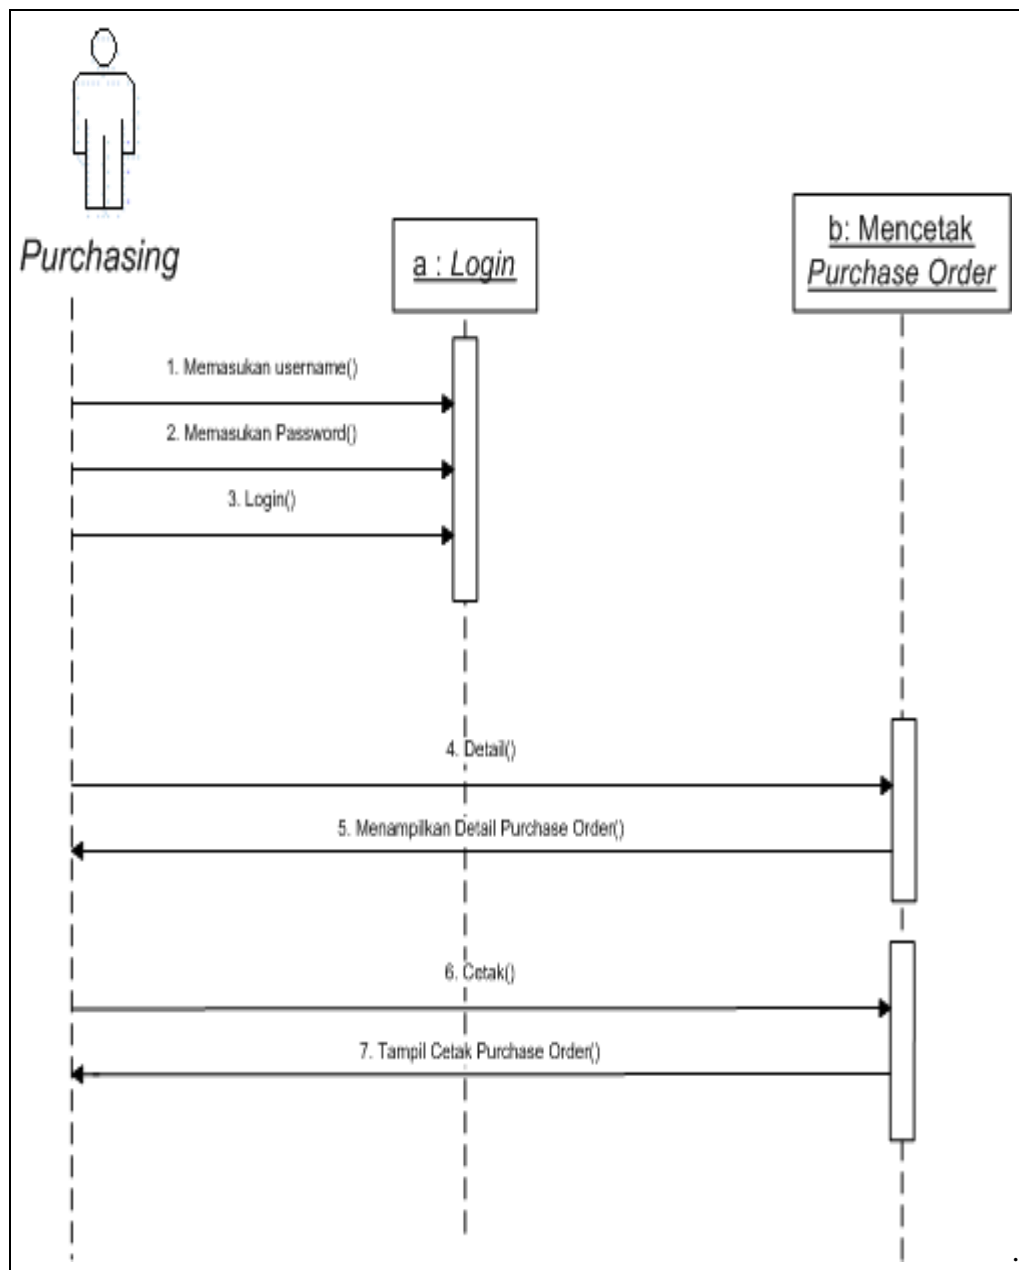 Purchasing
a : Login
b: Mencetak
Purchase Order
1. Memasukan username()
2. Memasukan Password()
3. Login()
4. Detail()
5. Menampilkan Detail Purchase Order()
6. Cetak()
7. Tampil Cetak Purchase Order()
.